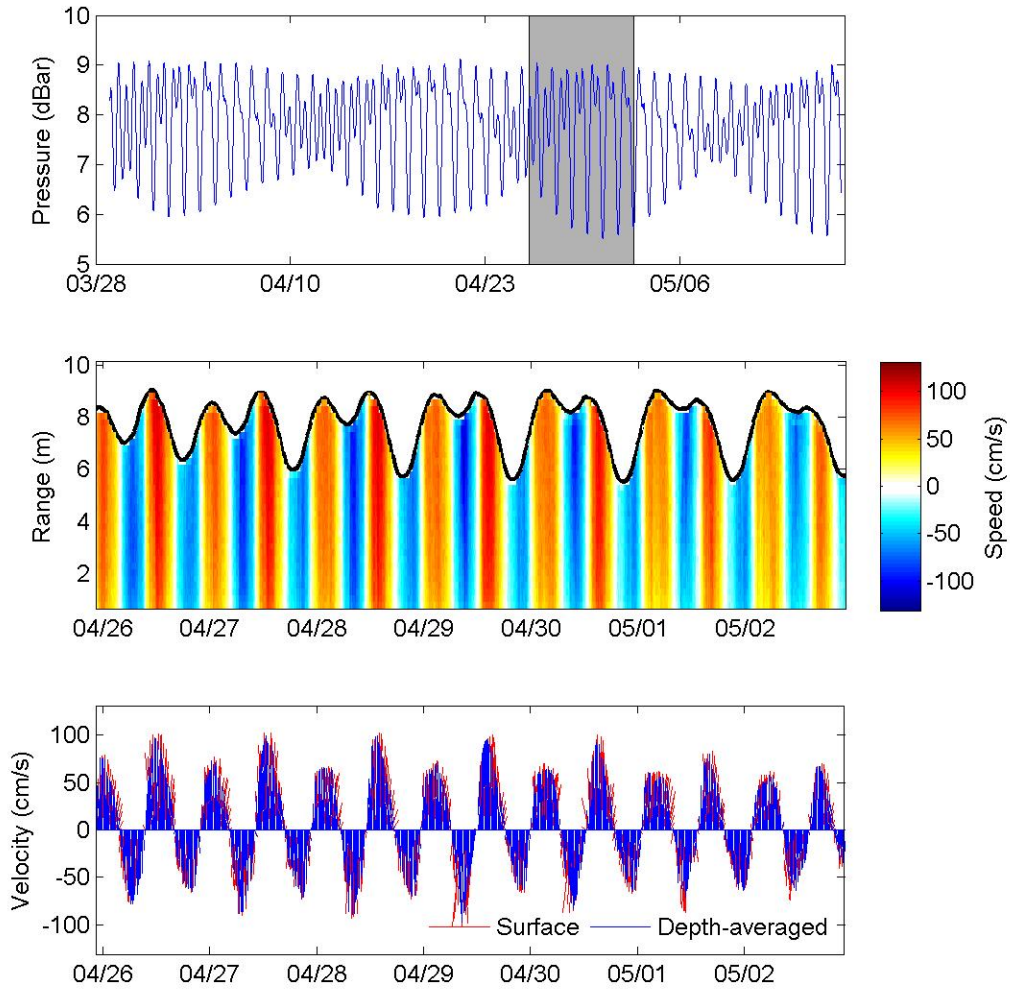 10
9
8
7
6
5
Pressure (dBar)
03/28 04/10 04/23 05/06
10
8
6
4
2
Range (m)
04/26 04/27 04/28 04/29 04/30 05/01 05/02
100
50
0
-50
-100
Speed (cm/s)
100
50
0
-50
-100
Velocity (cm/s)
Surface Depth-averaged
04/26 04/27 04/28 04/29 04/30 05/01 05/02